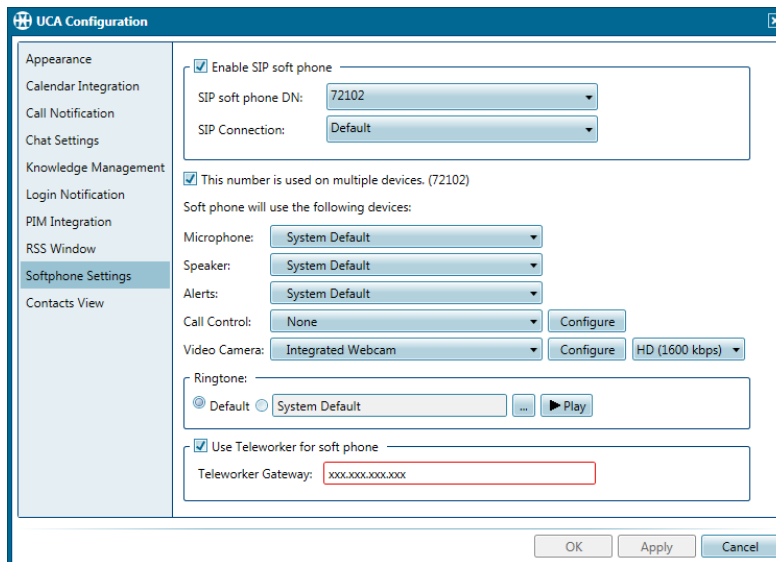 UCA Configuration
Appearance
Calendar Integration
Call Notification
Chat Settings
Knowledge Management
Login Notification
PIM Integration
RSS Window
Softphone Settings
Contacts View
Enable SIP soft phone
SIP soft phone DN: 72102
SIP Connection: Default
This number is used on multiple devices. (72102)
Soft phone will use the following devices:
Microphone: System Default
Speaker: System Default
Alerts: System Default
Call Control: None Configure
Video Camera: Integrated Webcam Configure HD (1600 kbps)
Ringtone:
Default System Default ... Play
Use Teleworker for soft phone
Teleworker Gateway: xxx.xxx.xxx.xxx
OK Apply Cancel